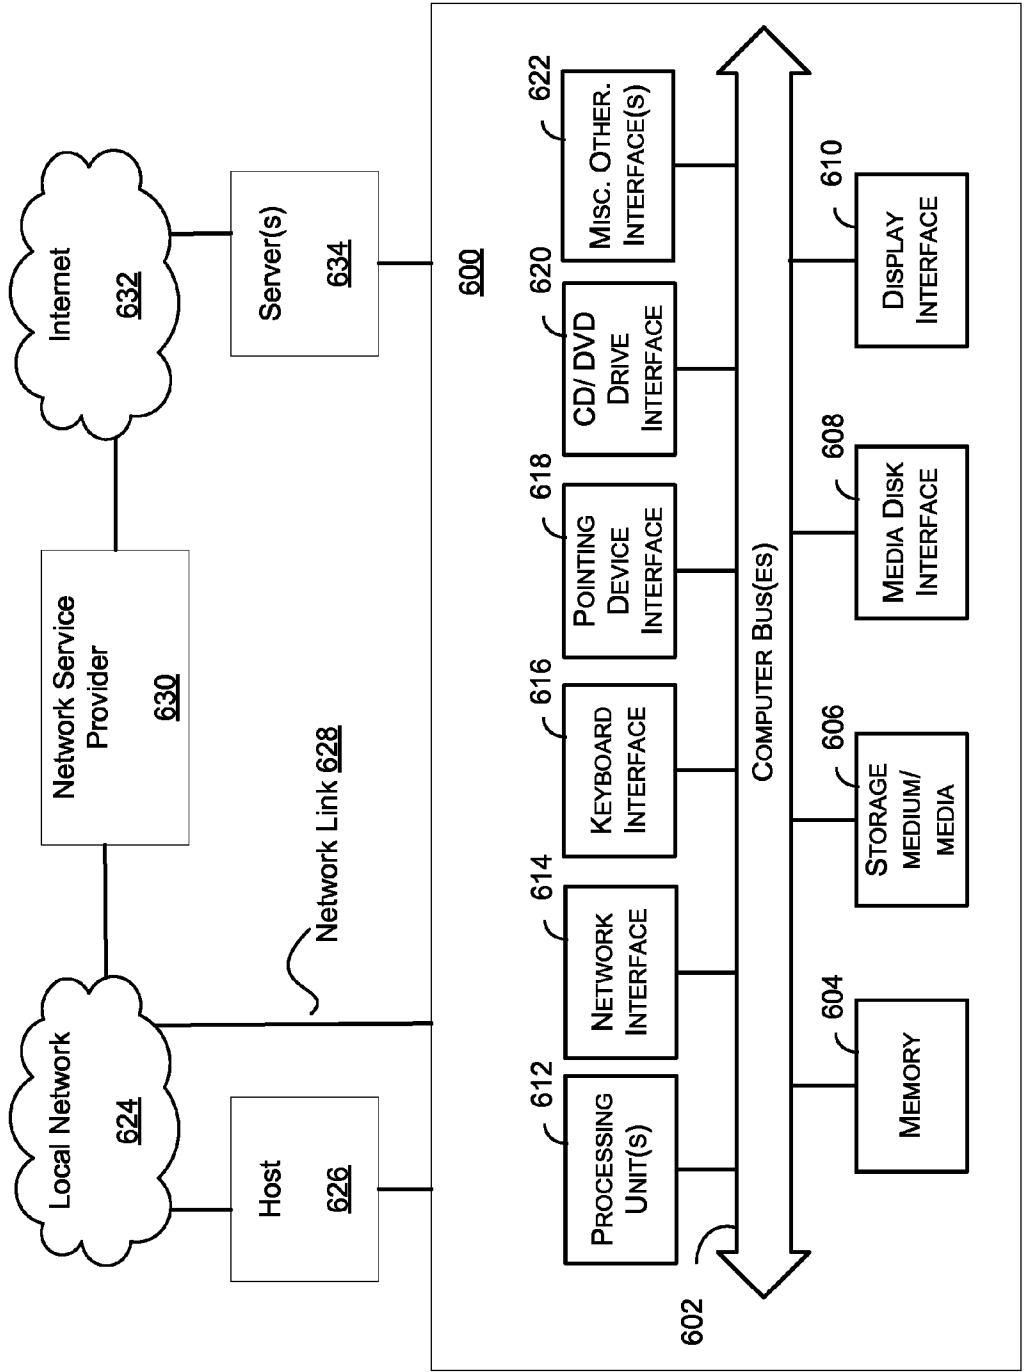 Local Network
624
Network Service
Provider
630
Internet
632
Host
626
Network Link 628
Server(s)
634
600
612
PROCESSING
UNIT(S)
614
NETWORK
INTERFACE
616
KEYBOARD
INTERFACE
618
POINTING
DEVICE
INTERFACE
620
CD/ DVD
DRIVE
INTERFACE
622
MISC. OTHER.
INTERFACE(S)
602
COMPUTER BUS(ES)
604
MEMORY
606
STORAGE
MEDIUM/
MEDIA
608
MEDIA DISK
INTERFACE
610
DISPLAY
INTERFACE